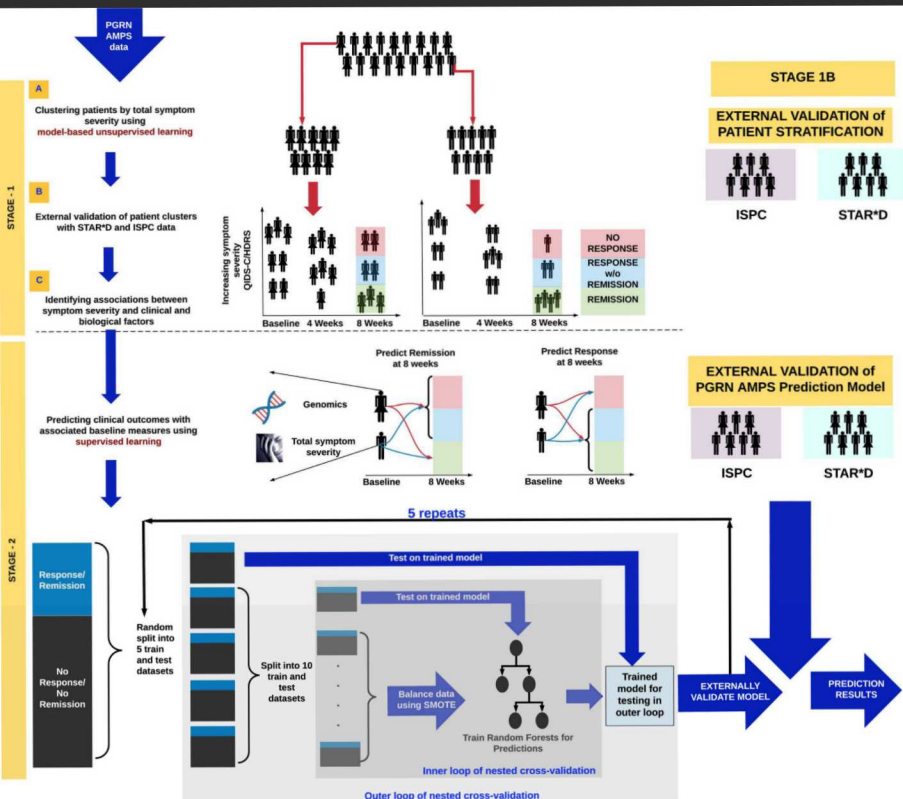 PGRN
AMPS
data
STAGE - 1
A
Clustering patients by total symptom
severity using
model-based unsupervised learning
B
External validation of patient clusters
with STAR*D and ISPC data
C
Identifying associations between
symptom severity and clinical and
biological factors
Increasing symptom
severity
QIDS-C/HDRS
Baseline 4 Weeks 8 Weeks
Baseline 4 Weeks 8 Weeks
NO
RESPONSE
RESPONSE
w/o
REMISSION
REMISSION
STAGE 1B
EXTERNAL VALIDATION of
PATIENT STRATIFICATION
ISPC
STAR*D
STAGE - 2
Predicting clinical outcomes with
associated baseline measures using
supervised learning
Genomics
Total symptom
severity
Predict Remission
at 8 weeks
Baseline 8 Weeks
Predict Response
at 8 weeks
Baseline 8 Weeks
EXTERNAL VALIDATION of
PGRN AMPS Prediction Model
ISPC
STAR*D
5 repeats
Response/
Remission
No
Response/
No
Remission
Random
split into
5 train
and test
datasets
Test on trained model
Split into 10
train and
test
datasets
Test on trained model
Balance data
using SMOTE
Train Random Forests for
Predictions
Inner loop of nested cross-validation
Outer loop of nested cross-validation
Trained
model for
testing in
outer loop
EXTERNALLY
VALIDATE MODEL
PREDICTION
RESULTS